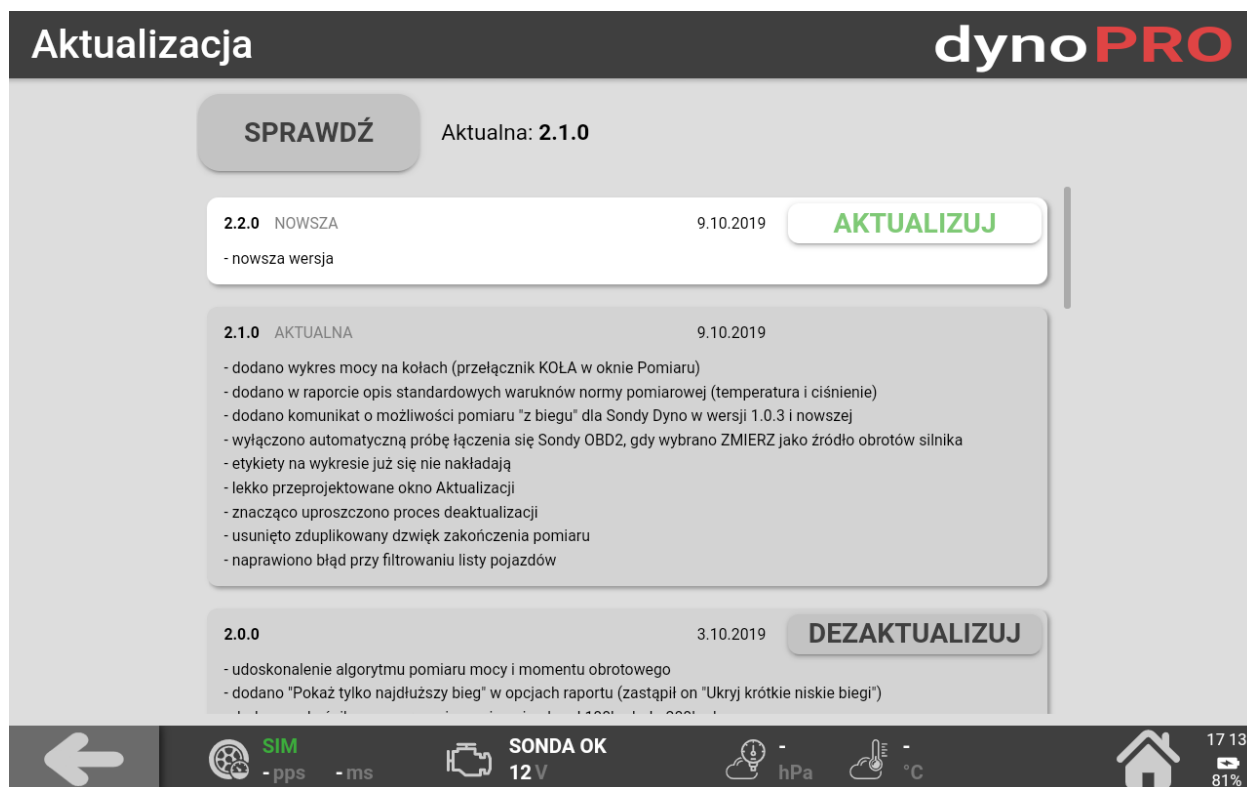 Aktualizacja
dynoPRO
SPRAWDŹ
Aktualna: 2.1.0
2.2.0 NOWSZA 9.10.2019 AKTUALIZUJ
- nowsza wersja
2.1.0 AKTUALNA 9.10.2019
- dodano wykres mocy na kołach (przełącznik KOŁA w oknie Pomiaru)
- dodano w raporcie opis standardowych waruknów normy pomiarowej (temperatura i ciśnienie)
- dodano komunikat o możliwości pomiaru "z biegu" dla Sondy Dyno w wersji 1.0.3 i nowszej
- wyłączono automatyczną próbę łączenia się Sondy OBD2, gdy wybrano ZMIERZ jako źródło obrotów silnika
- etykiety na wykresie już się nie nakładają
- lekko przeprojektowane okno Aktualizacji
- znacząco uproszczono proces deaktualizacji
- usunięto zduplikowany dzwięk zakończenia pomiaru
- naprawiono błąd przy filtrowaniu listy pojazdów
2.0.0 3.10.2019 DEZAKTUALIZUJ
- udoskonalenie algorytmu pomiaru mocy i momentu obrotowego
- dodano "Pokaż tylko najdłuższy bieg" w opcjach raportu (zastąpił on "Ukryj krótkie niskie biegi")
SIM
- pps - ms
SONDA OK
12 V
- hPa
- °C
17 13
81%